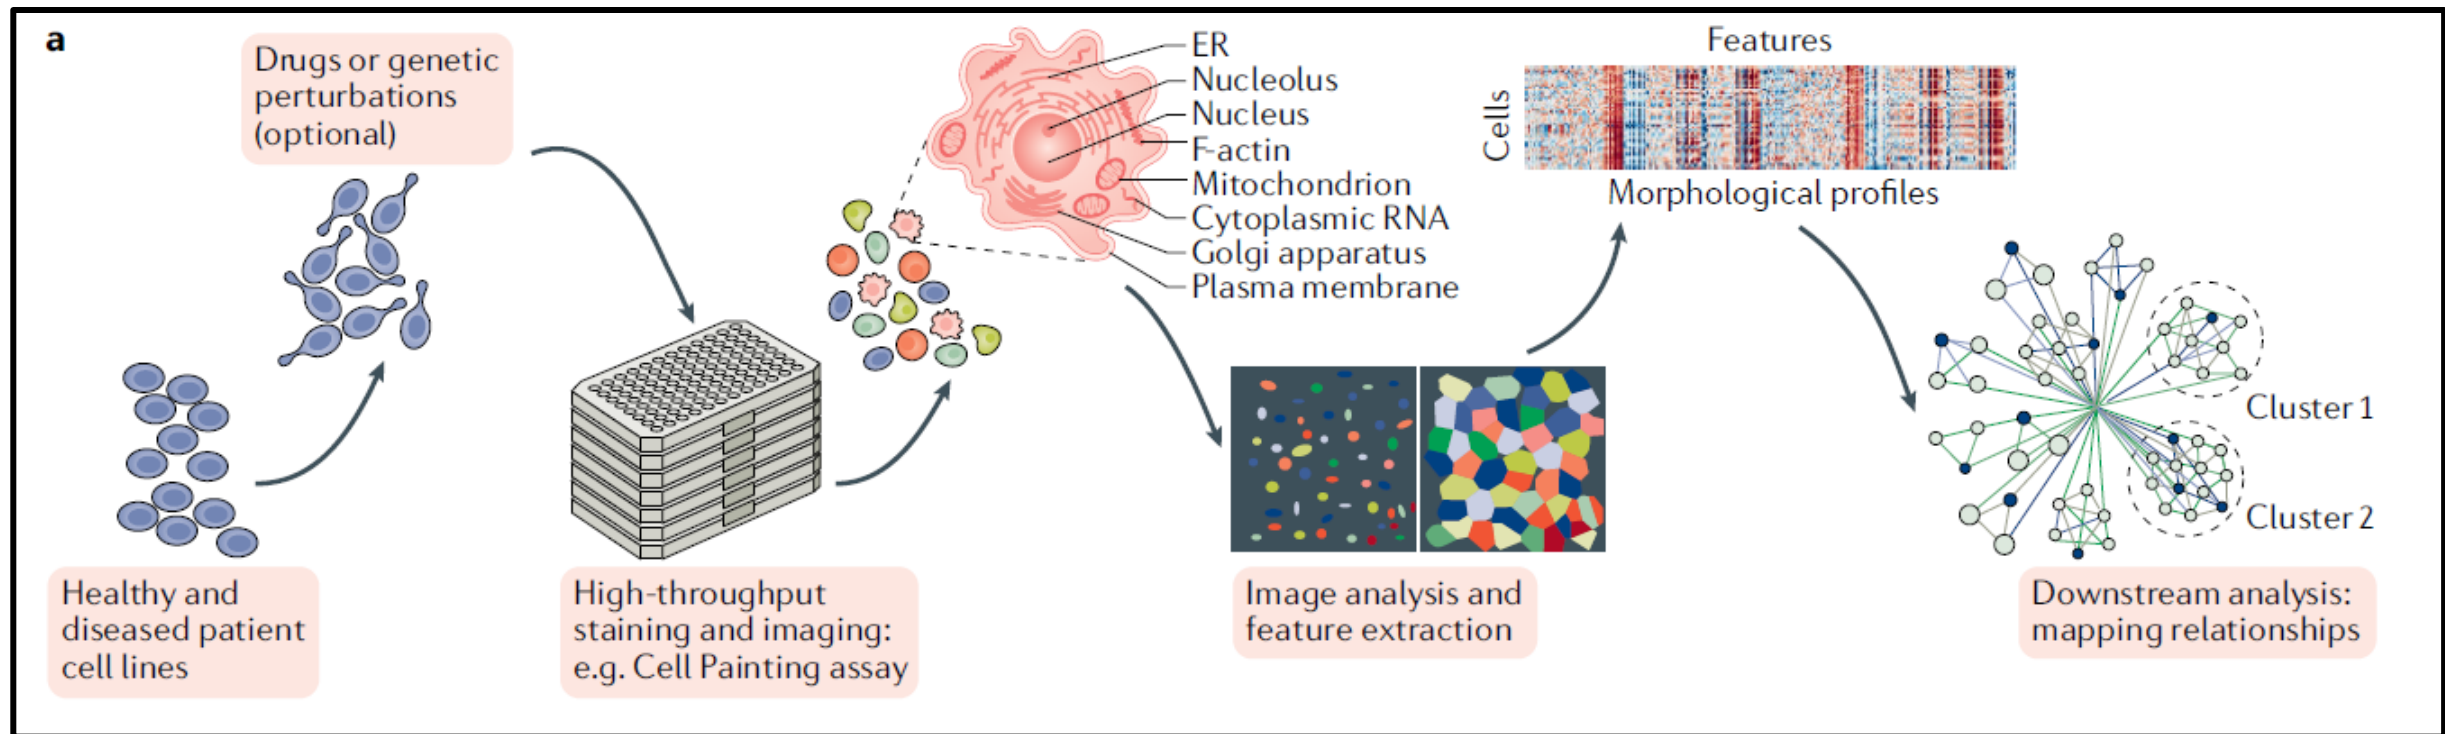 a
Drugs or genetic
perturbations
(optional)
Healthy and
diseased patient
cell lines
High-throughput
staining and imaging:
e.g. Cell Painting assay
ER
Nucleolus
Nucleus
F-actin
Mitochondrion
Cytoplasmic RNA
Golgi apparatus
Plasma membrane
Image analysis and
feature extraction
Features
Cells
Morphological profiles
Cluster 1
Cluster 2
Downstream analysis:
mapping relationships